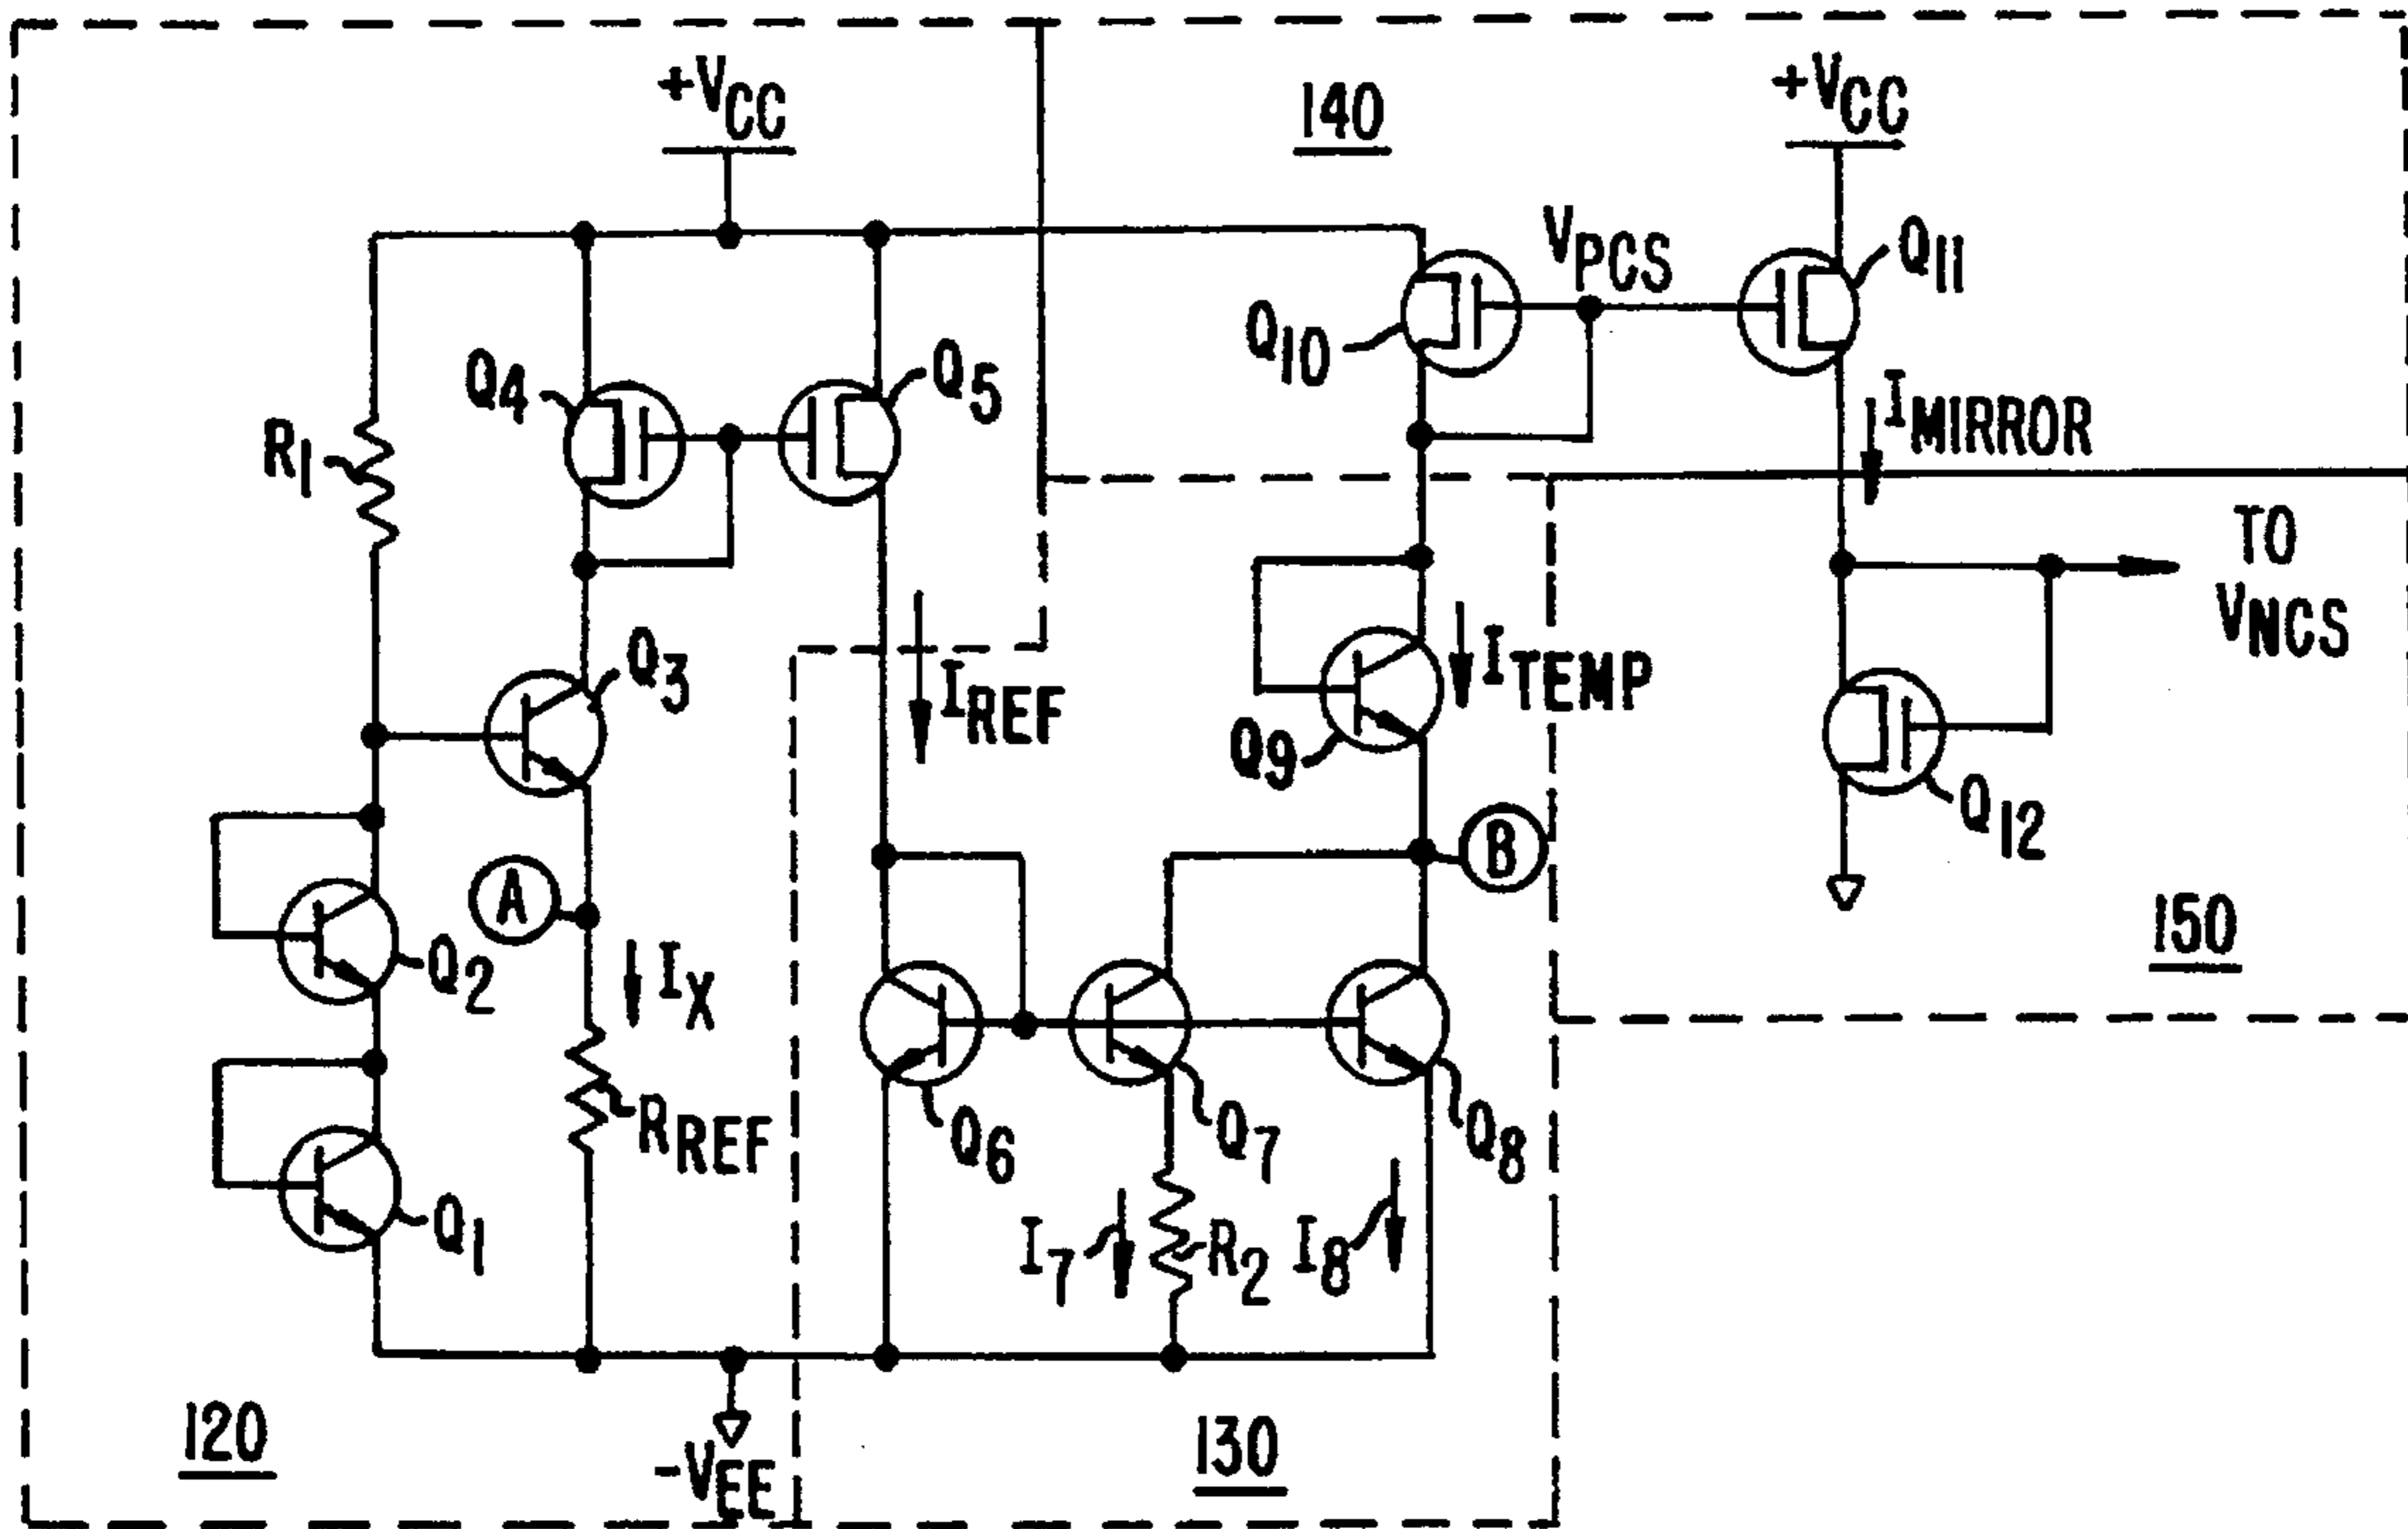 +VCC
140
+VCC
VPCS
Q11
Q10
Q4
Q5
R1
IMIRROR
TO
VNCS
Q3
IREF
ITEMP
Q9
Q12
A
B
150
Q2
IX
RREF
Q6
Q7
Q8
Q1
I7
R2
I8
120
-VEE
130